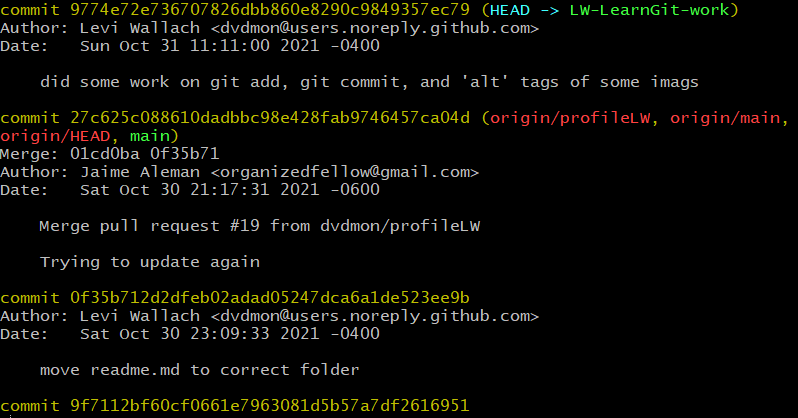 commit 9774e72e736707826dbb860e8290c9849357ec79 (HEAD -> LW-LearnGit-work)
Author: Levi Wallach <dvdmon@users.noreply.github.com>
Date:   Sun Oct 31 11:11:00 2021 -0400
did some work on git add, git commit, and 'alt' tags of some imags
commit 27c625c088610dadbbc98e428fab9746457ca04d (origin/profileLW, origin/main,
origin/HEAD, main)
Merge: 01cd0ba 0f35b71
Author: Jaime Aleman <organizedfellow@gmail.com>
Date:   Sat Oct 30 21:17:31 2021 -0600
Merge pull request #19 from dvdmon/profileLW
Trying to update again
commit 0f35b712d2dfeb02adad05247dca6a1de523ee9b
Author: Levi Wallach <dvdmon@users.noreply.github.com>
Date:   Sat Oct 30 23:09:33 2021 -0400
move readme.md to correct folder
commit 9f7112bf60cf0661e7963081d5b57a7df2616951